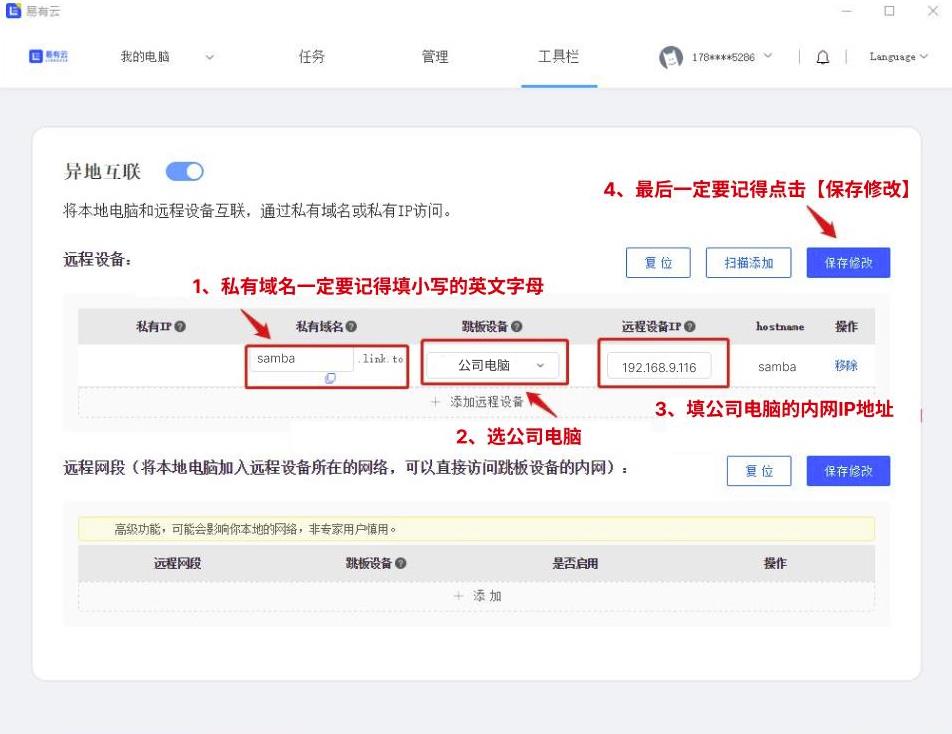 易有云
易有云 我的电脑 任务 管理 工具栏 178****5286 Language
异地互联
4、最后一定要记得点击【保存修改】
将本地电脑和远程设备互联，通过私有域名或私有IP访问。
远程设备： 复 位 扫描添加 保存修改
1、私有域名一定要记得填小写的英文字母
私有IP 私有域名 跳板设备 远程设备IP hostname 操作
samba .link.to 公司电脑 192.168.9.116 samba 移除
+ 添加远程设备
3、填公司电脑的内网IP地址
2、选公司电脑
远程网段（将本地电脑加入远程设备所在的网络，可以直接访问跳板设备的内网）： 复 位 保存修改
高级功能，可能会影响你本地的网络，非专家用户慎用。
远程网段 跳板设备 是否启用 操作
+ 添 加